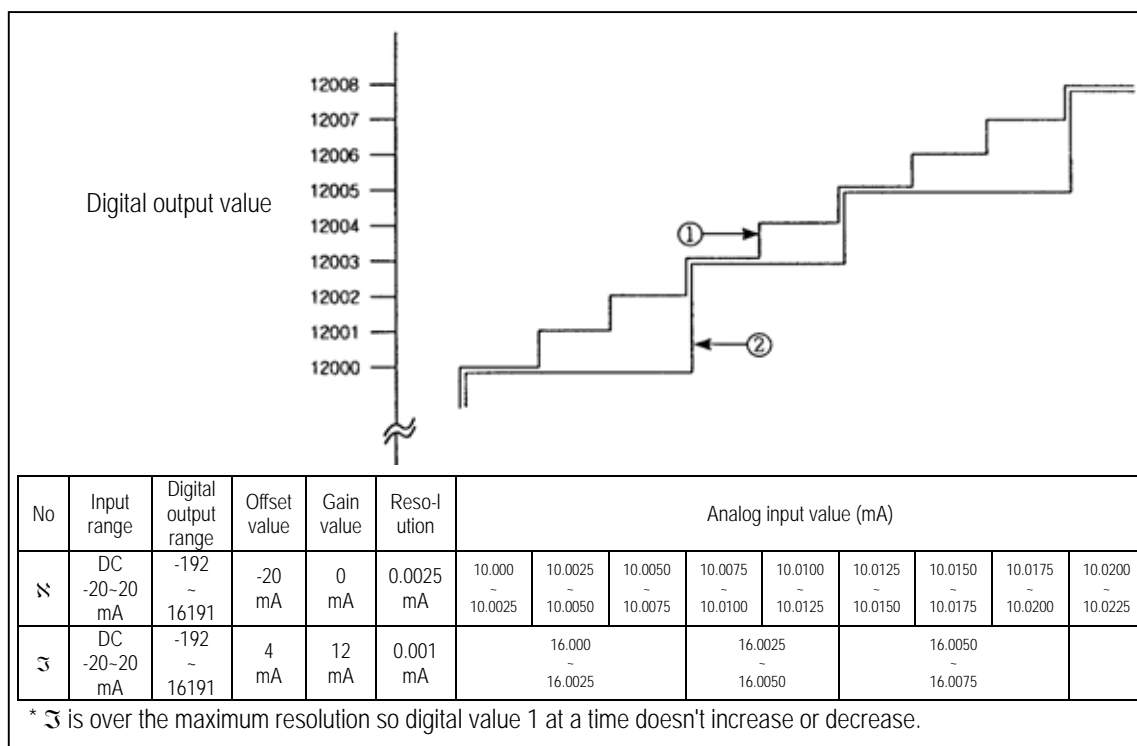 12008
12007
12006
12005
Digital output value
12004
①
12003
12002
12001
②
12000
No
Input range
Digital output range
Offset value
Gain value
Reso-l ution
Analog input value (mA)
ℵ
DC -20~20 mA
-192 ~ 16191
-20 mA
0 mA
0.0025 mA
10.000 ~ 10.0025
10.0025 ~ 10.0050
10.0050 ~ 10.0075
10.0075 ~ 10.0100
10.0100 ~ 10.0125
10.0125 ~ 10.0150
10.0150 ~ 10.0175
10.0175 ~ 10.0200
10.0200 ~ 10.0225
ℑ
DC -20~20 mA
-192 ~ 16191
4 mA
12 mA
0.001 mA
16.000 ~ 16.0025
16.0025 ~ 16.0050
16.0050 ~ 16.0075
* ℑ is over the maximum resolution so digital value 1 at a time doesn't increase or decrease.